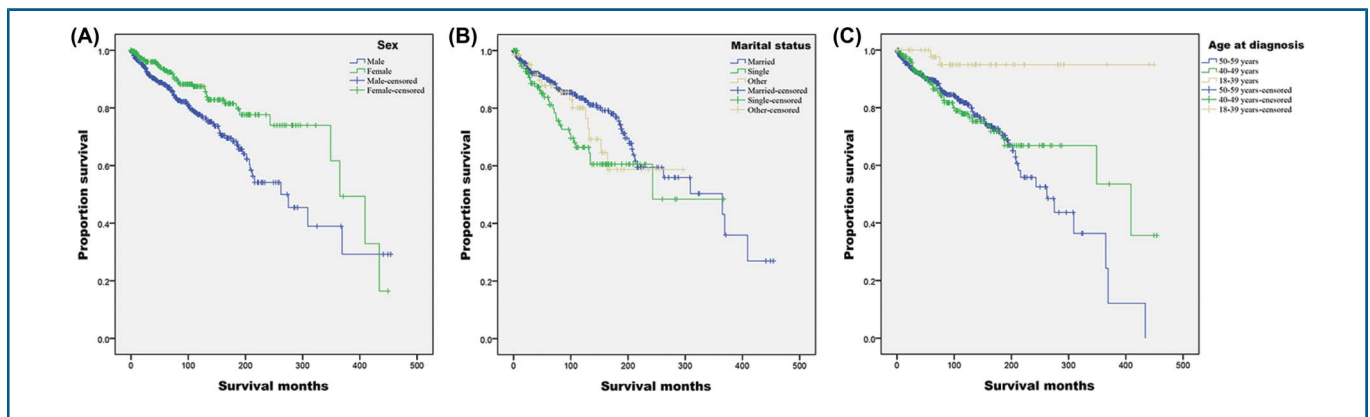 (A)
Sex
Male
Female
Male-censored
Female-censored
Proportion survival
1.0
0.8
0.6
0.4
0.2
0.0
0
100
200
300
400
500
Survival months
(B)
Marital status
Married
Single
Other
Married-censored
Single-censored
Other-censored
Proportion survival
1.0
0.8
0.6
0.4
0.2
0.0
0
100
200
300
400
500
Survival months
(C)
Age at diagnosis
50-59 years
40-49 years
18-39 years
50-59 years-censored
40-49 years-cnesored
18-39 years-censored
Proportion survival
1.0
0.8
0.6
0.4
0.2
0.0
0
100
200
300
400
500
Survival months